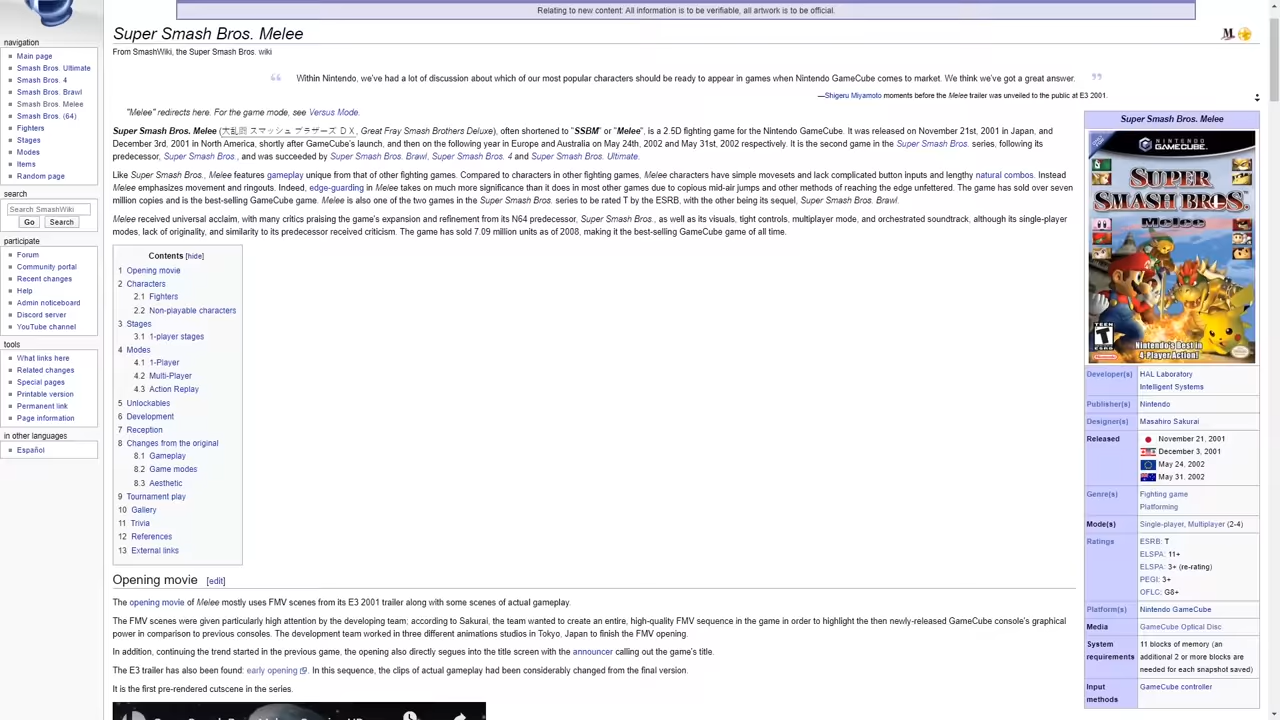 Relating to new content: All information is to be verifiable, all artwork is to be official.
navigation
Main page
Smash Bros. Ultimate
Smash Bros. 4
Smash Bros. Brawl
Smash Bros. Melee
Smash Bros. (64)
Fighters
Stages
Modes
Items
Random page
search
Search SmashWiki
Go Search
participate
Forum
Community portal
Recent changes
Help
Admin noticeboard
Discord server
YouTube channel
tools
What links here
Related changes
Special pages
Printable version
Permanent link
Page information
in other languages
Español
Super Smash Bros. Melee
From SmashWiki, the Super Smash Bros. wiki
“ Within Nintendo, we've had a lot of discussion about which of our most popular characters should be ready to appear in games when Nintendo GameCube comes to market. We think we've got a great answer. ”
—Shigeru Miyamoto moments before the Melee trailer was unveiled to the public at E3 2001.
"Melee" redirects here. For the game mode, see Versus Mode.
Super Smash Bros. Melee (大乱闘 スマッシュ ブラザーズ DX, Great Fray Smash Brothers Deluxe), often shortened to "SSBM" or "Melee", is a 2.5D fighting game for the Nintendo GameCube. It was released on November 21st, 2001 in Japan, and
December 3rd, 2001 in North America, shortly after GameCube's launch, and then on the following year in Europe and Australia on May 24th, 2002 and May 31st, 2002 respectively. It is the second game in the Super Smash Bros. series, following its
predecessor, Super Smash Bros., and was succeeded by Super Smash Bros. Brawl, Super Smash Bros. 4 and Super Smash Bros. Ultimate.
Like Super Smash Bros., Melee features gameplay unique from that of other fighting games. Compared to characters in other fighting games, Melee characters have simple movesets and lack complicated button inputs and lengthy natural combos. Instead
Melee emphasizes movement and ringouts. Indeed, edge-guarding in Melee takes on much more significance than it does in most other games due to copious mid-air jumps and other methods of reaching the edge unfettered. The game has sold over seven
million copies and is the best-selling GameCube game. Melee is also one of the two games in the Super Smash Bros. series to be rated T by the ESRB, with the other being its sequel, Super Smash Bros. Brawl.
Melee received universal acclaim, with many critics praising the game's expansion and refinement from its N64 predecessor, Super Smash Bros., as well as its visuals, tight controls, multiplayer mode, and orchestrated soundtrack, although its single-player
modes, lack of originality, and similarity to its predecessor received criticism. The game has sold 7.09 million units as of 2008, making it the best-selling GameCube game of all time.
Contents [hide]
1 Opening movie
2 Characters
2.1 Fighters
2.2 Non-playable characters
3 Stages
3.1 1-player stages
4 Modes
4.1 1-Player
4.2 Multi-Player
4.3 Action Replay
5 Unlockables
6 Development
7 Reception
8 Changes from the original
8.1 Gameplay
8.2 Game modes
8.3 Aesthetic
9 Tournament play
10 Gallery
11 Trivia
12 References
13 External links
Opening movie [edit]
The opening movie of Melee mostly uses FMV scenes from its E3 2001 trailer along with some scenes of actual gameplay.
The FMV scenes were given particularly high attention by the developing team; according to Sakurai, the team wanted to create an entire, high-quality FMV sequence in the game in order to highlight the then newly-released GameCube console's graphical
power in comparison to previous consoles. The development team worked in three different animations studios in Tokyo, Japan to finish the FMV opening.
In addition, continuing the trend started in the previous game, the opening also directly segues into the title screen with the announcer calling out the game's title.
The E3 trailer has also been found: early opening. In this sequence, the clips of actual gameplay had been considerably changed from the final version.
It is the first pre-rendered cutscene in the series.
Super Smash Bros. Melee
NINTENDO GAMECUBE
SUPER
SMASH BROS.
Melee
TEEN
T
ESRB
Nintendo's Best in
4-Player Action!
Nintendo
Developer(s) HAL Laboratory
Intelligent Systems
Publisher(s) Nintendo
Designer(s) Masahiro Sakurai
Released November 21, 2001
December 3, 2001
May 24, 2002
May 31, 2002
Genre(s) Fighting game
Platforming
Mode(s) Single-player, Multiplayer (2-4)
Ratings ESRB: T
ELSPA: 11+
ELSPA: 3+ (re-rating)
PEGI: 3+
OFLC: G8+
Platform(s) Nintendo GameCube
Media GameCube Optical Disc
System requirements 11 blocks of memory (an
additional 2 or more blocks are
needed for each snapshot saved)
Input methods GameCube controller